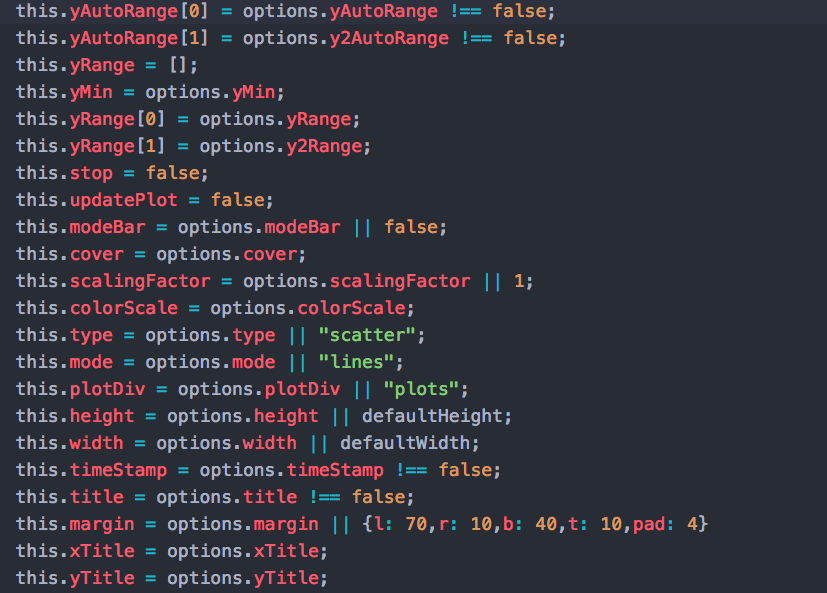 this.yAutoRange[0] = options.yAutoRange !== false;
this.yAutoRange[1] = options.y2AutoRange !== false;
this.yRange = [];
this.yMin = options.yMin;
this.yRange[0] = options.yRange;
this.yRange[1] = options.y2Range;
this.stop = false;
this.updatePlot = false;
this.modeBar = options.modeBar || false;
this.cover = options.cover;
this.scalingFactor = options.scalingFactor || 1;
this.colorScale = options.colorScale;
this.type = options.type || "scatter";
this.mode = options.mode || "lines";
this.plotDiv = options.plotDiv || "plots";
this.height = options.height || defaultHeight;
this.width = options.width || defaultWidth;
this.timeStamp = options.timeStamp !== false;
this.title = options.title !== false;
this.margin = options.margin || {l: 70,r: 10,b: 40,t: 10,pad: 4}
this.xTitle = options.xTitle;
this.yTitle = options.yTitle;